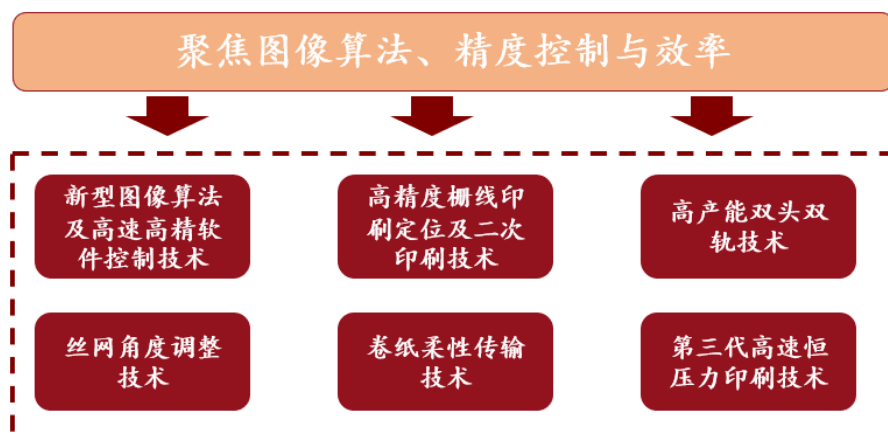 聚焦图像算法、精度控制与效率
新型图像算法
及高速高精软
件控制技术
高精度栅线印
刷定位及二次
印刷技术
高产能双头双
轨技术
丝网角度调整
技术
卷纸柔性传输
技术
第三代高速恒
压力印刷技术